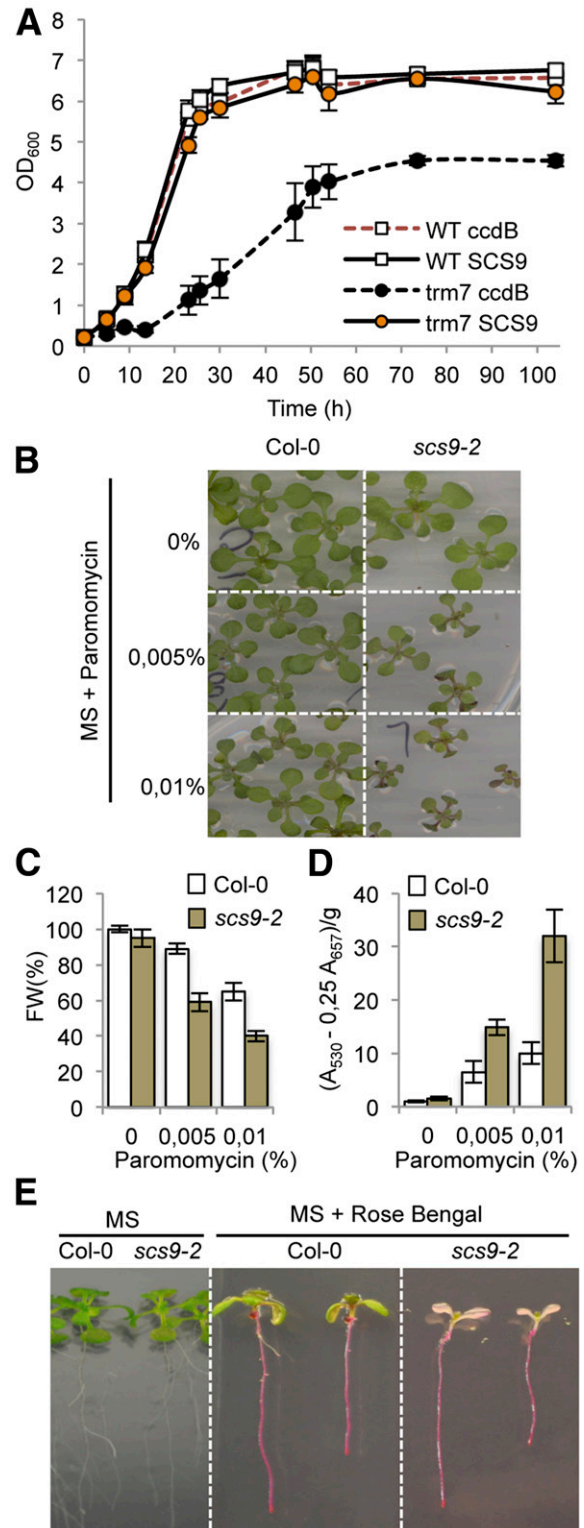 A
8
7
6
5
4
3
2
1
0
OD600
WT ccdB
WT SCS9
trm7 ccdB
trm7 SCS9
0 10 20 30 40 50 60 70 80 90 100
Time (h)
B
Col-0 scs9-2
MS + Paromomycin
0%
0,005%
0,01%
C
Col-0
scs9-2
FW(%)
120
100
80
60
40
20
0
0 0,005 0,01
Paromomycin (%)
D
Col-0
scs9-2
(A530 - 0,25 A657)/g
40
30
20
10
0
0 0,005 0,01
Paromomycin (%)
E
MS MS + Rose Bengal
Col-0 scs9-2 Col-0 scs9-2